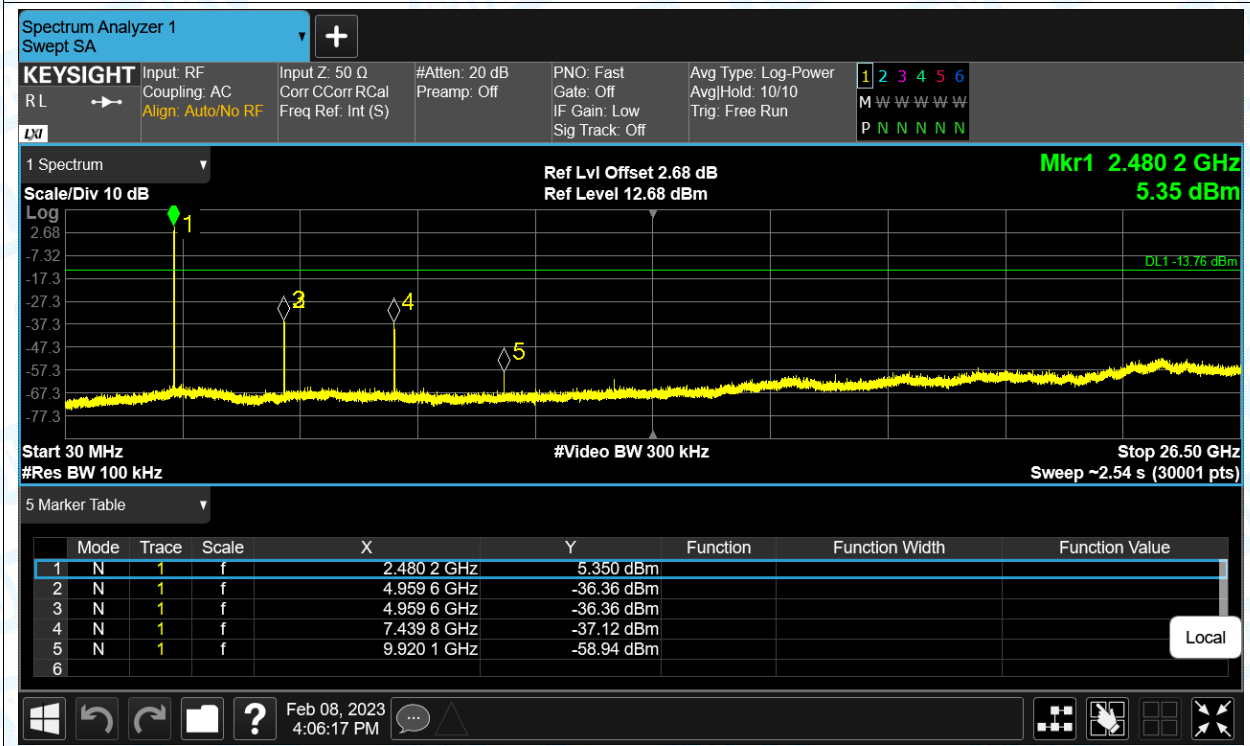 Spectrum Analyzer 1
Swept SA
KEYSIGHT
R L
LXI
Input: RF
Coupling: AC
Align: Auto/No RF
Input Z: 50 Ω
Corr CCorr RCal
Freq Ref: Int (S)
#Atten: 20 dB
Preamp: Off
PNO: Fast
Gate: Off
IF Gain: Low
Sig Track: Off
Avg Type: Log-Power
Avg|Hold: 10/10
Trig: Free Run
1 2 3 4 5 6
M W W W W W
P N N N N N
1 Spectrum
Scale/Div 10 dB
Ref Lvl Offset 2.68 dB
Ref Level 12.68 dBm
Mkr1 2.480 2 GHz
5.35 dBm
Log
2.68
-7.32
-17.3
-27.3
-37.3
-47.3
-57.3
-67.3
-77.3
1
3
4
5
DL1 -13.76 dBm
Start 30 MHz
#Video BW 300 kHz
Stop 26.50 GHz
#Res BW 100 kHz
Sweep ~2.54 s (30001 pts)
5 Marker Table
Mode Trace Scale X Y Function Function Width Function Value
1 N 1 f 2.480 2 GHz 5.350 dBm
2 N 1 f 4.959 6 GHz -36.36 dBm
3 N 1 f 4.959 6 GHz -36.36 dBm
4 N 1 f 7.439 8 GHz -37.12 dBm
5 N 1 f 9.920 1 GHz -58.94 dBm
6
Local
?
Feb 08, 2023
4:06:17 PM